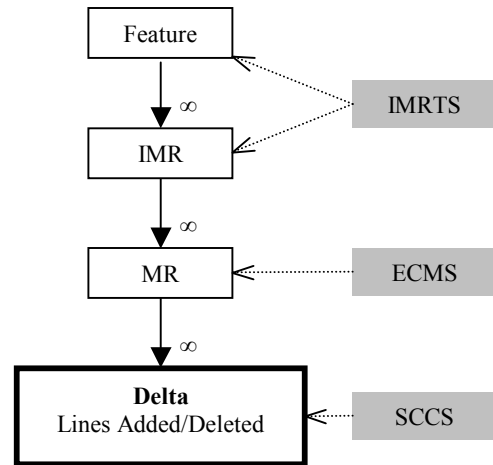 Feature
∞
IMRTS
IMR
∞
MR
ECMS
∞
Delta
Lines Added/Deleted
SCCS